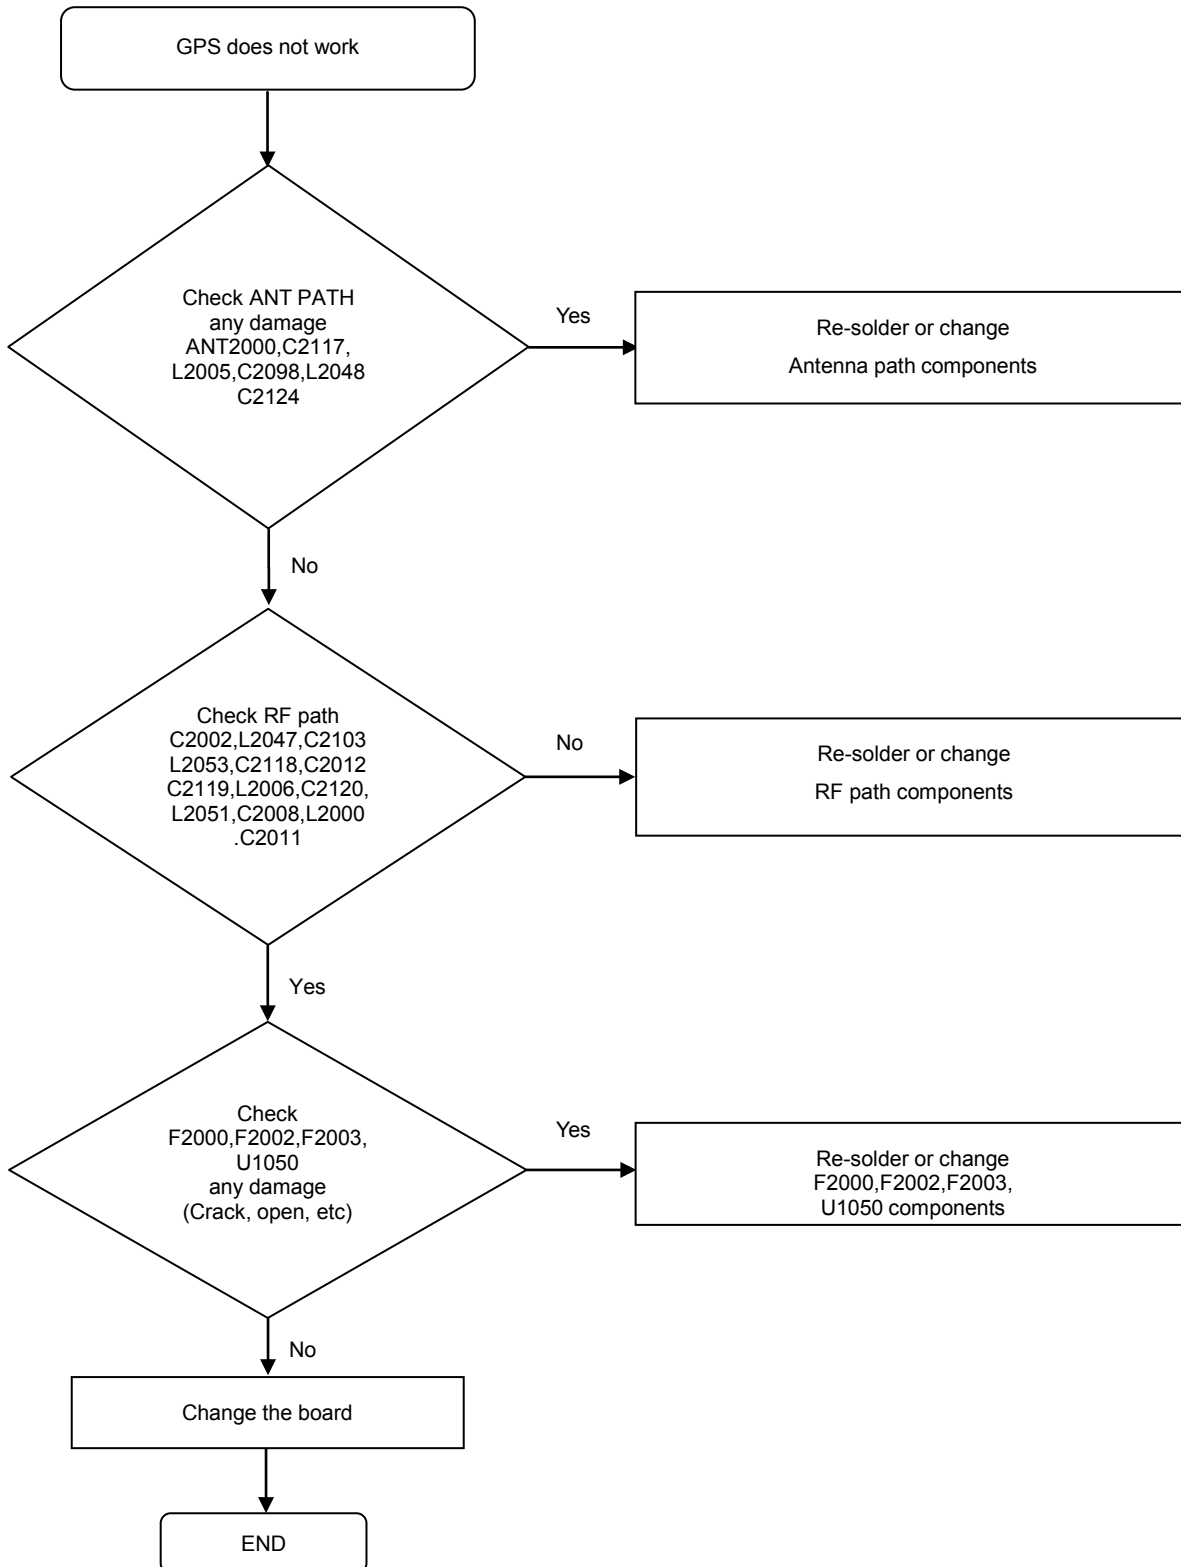 GPS does not work
Check ANT PATH
any damage
ANT2000,C2117,
L2005,C2098,L2048
C2124
Yes
Re-solder or change
Antenna path components
No
Check RF path
C2002,L2047,C2103
L2053,C2118,C2012
C2119,L2006,C2120,
L2051,C2008,L2000
.C2011
No
Re-solder or change
RF path components
Yes
Check
F2000,F2002,F2003,
U1050
any damage
(Crack, open, etc)
Yes
Re-solder or change
F2000,F2002,F2003,
U1050 components
No
Change the board
END